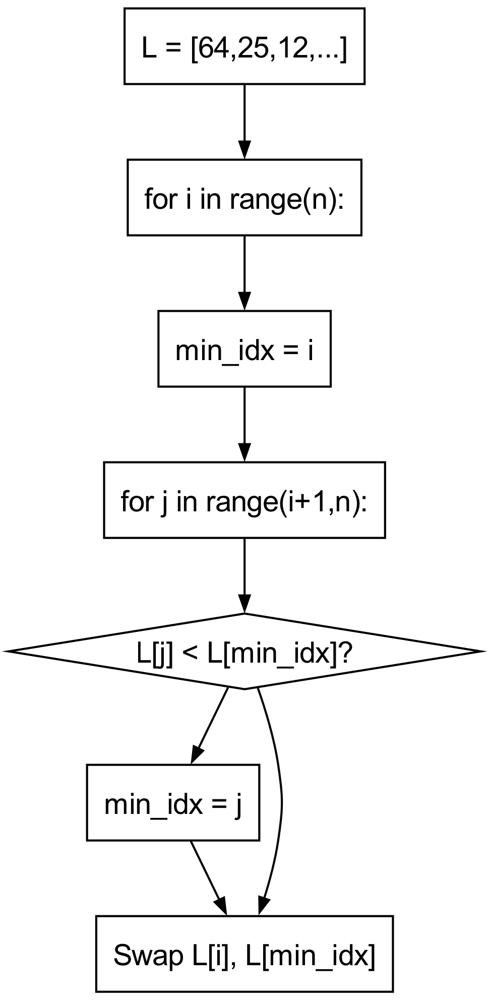 L = [64,25,12,...]
for i in range(n):
min_idx = i
for j in range(i+1,n):
L[j] < L[min_idx]?
min_idx = j
Swap L[i], L[min_idx]